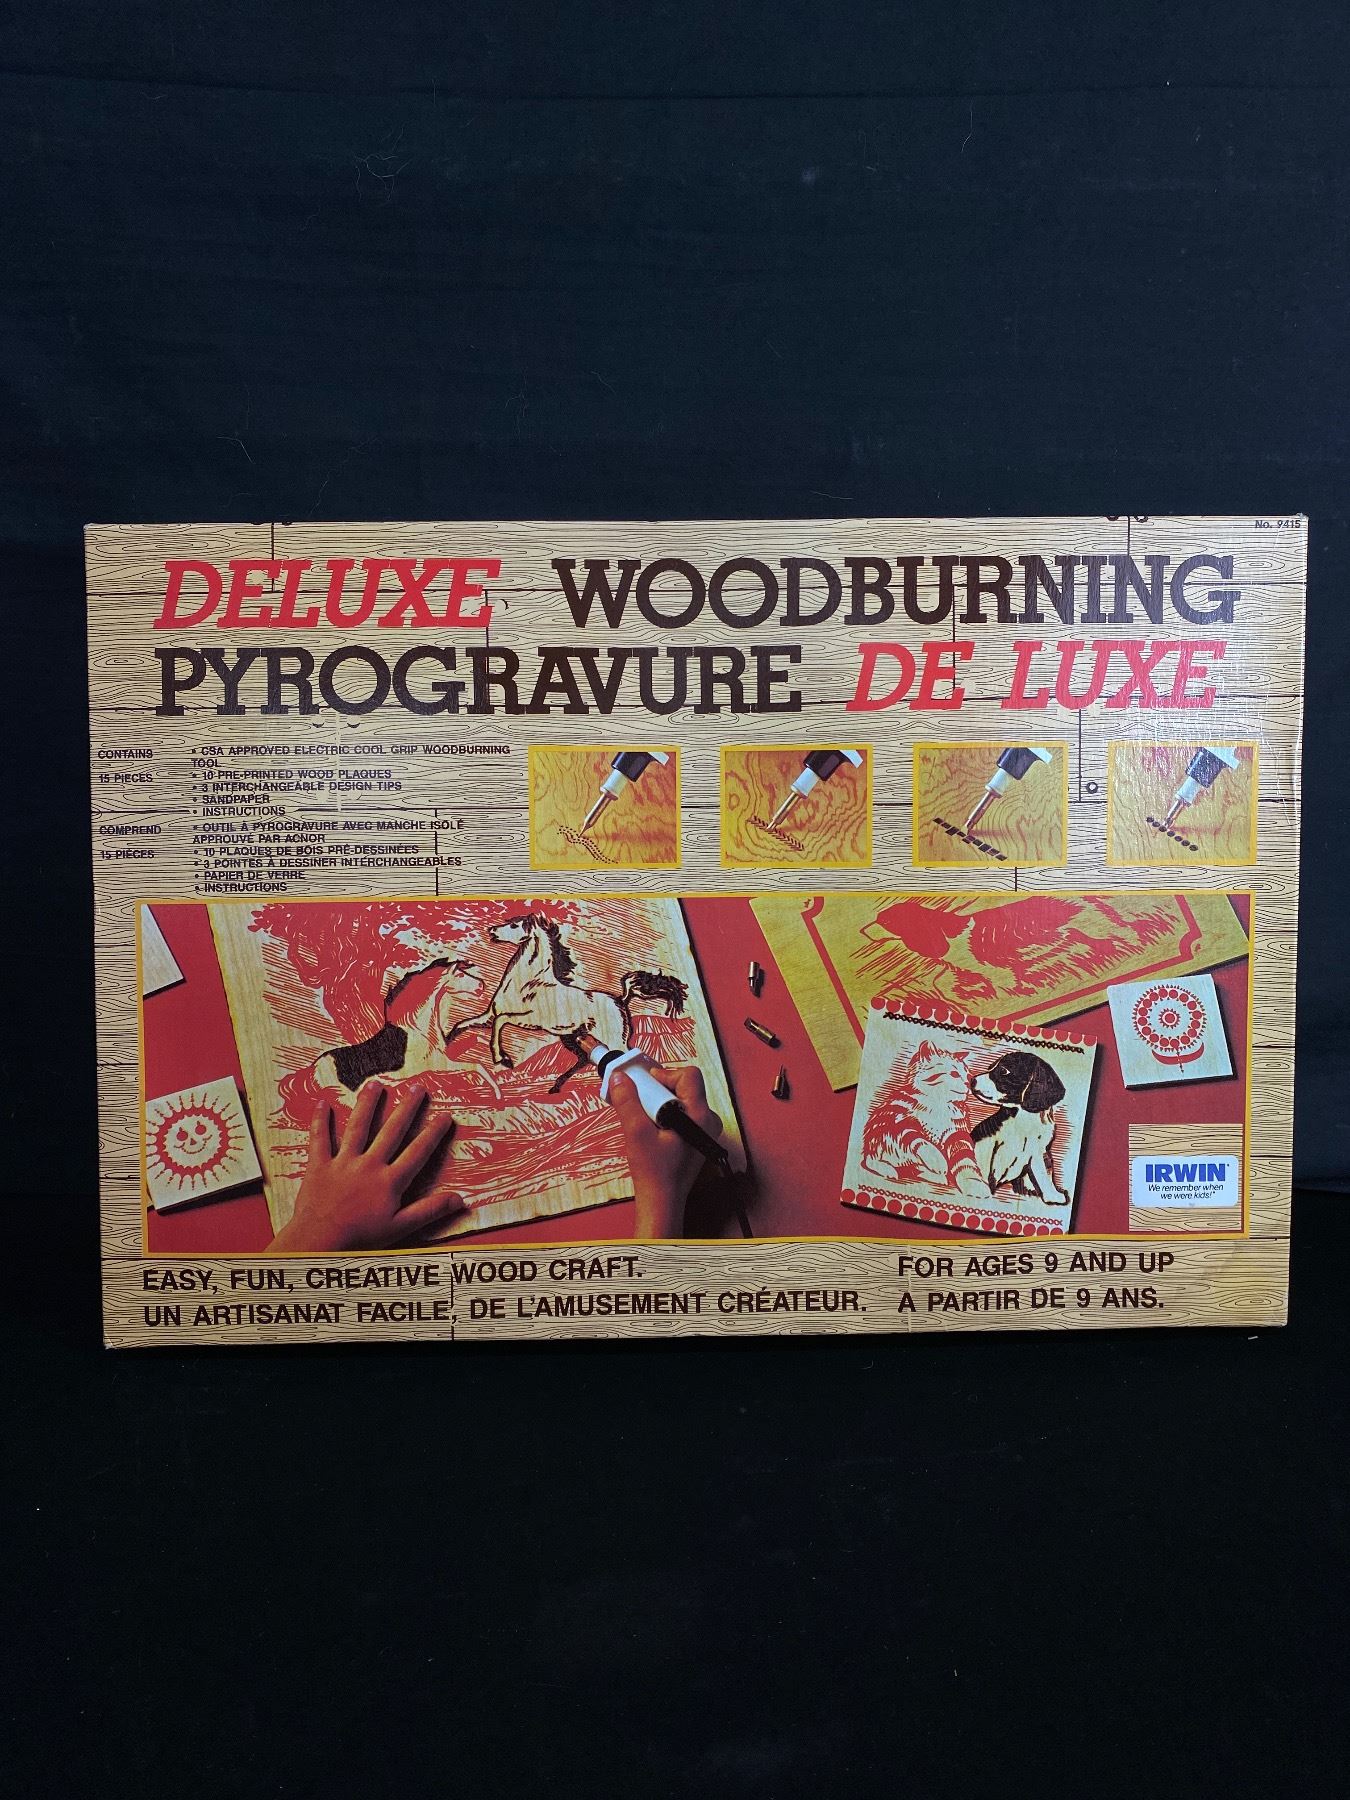 No. 9415
DELUXE WOODBURNING
PYROGRAVURE DE LUXE
CONTAINS
15 PIECES
• CSA APPROVED ELECTRIC COOL GRIP WOODBURNING
TOOL
• 10 PRE-PRINTED WOOD PLAQUES
• 3 INTERCHANGEABLE DESIGN TIPS
• SANDPAPER
• INSTRUCTIONS
COMPREND
15 PIÈCES
• OUTIL À PYROGRAVURE AVEC MANCHE ISOLÉ
APPROUVÉ PAR ACNOR
• 10 PLAQUES DE BOIS PRÉ-DESSINÉES
• 3 POINTES À DESSINER INTERCHANGEABLES
• PAPIER DE VERRE
• INSTRUCTIONS
IRWIN
We remember when
we were kids!"
EASY, FUN, CREATIVE WOOD CRAFT.
UN ARTISANAT FACILE, DE L'AMUSEMENT CRÉATEUR.
FOR AGES 9 AND UP
A PARTIR DE 9 ANS.